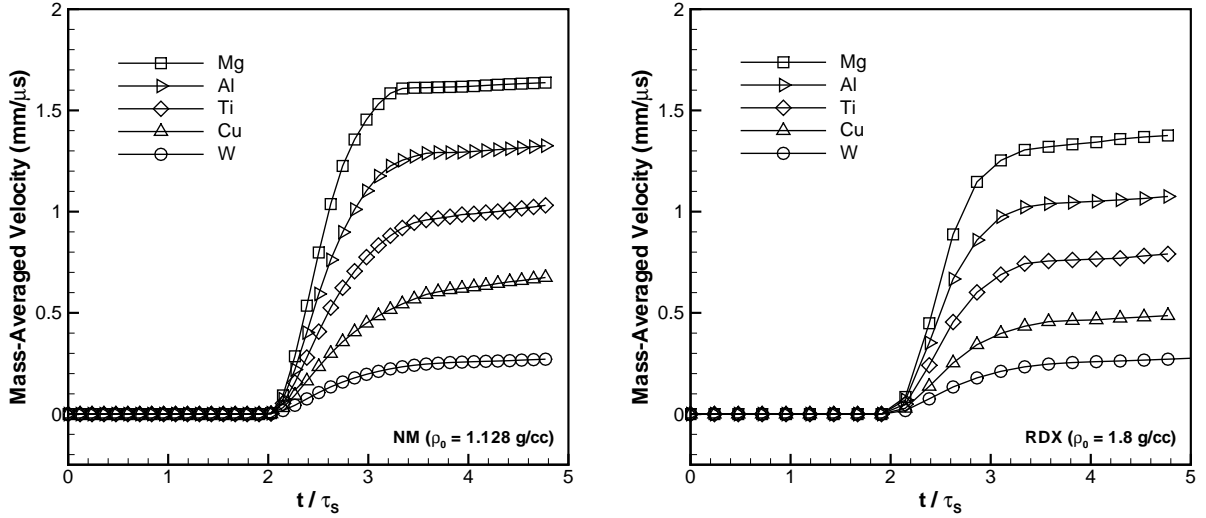 Mass-Averaged Velocity (mm/μs)
2
1.5
1
0.5
0
Mg
Al
Ti
Cu
W
NM (ρ₀ = 1.128 g/cc)
0 1 2 3 4 5
t / τS
Mass-Averaged Velocity (mm/μs)
2
1.5
1
0.5
0
Mg
Al
Ti
Cu
W
RDX (ρ₀ = 1.8 g/cc)
0 1 2 3 4 5
t / τS